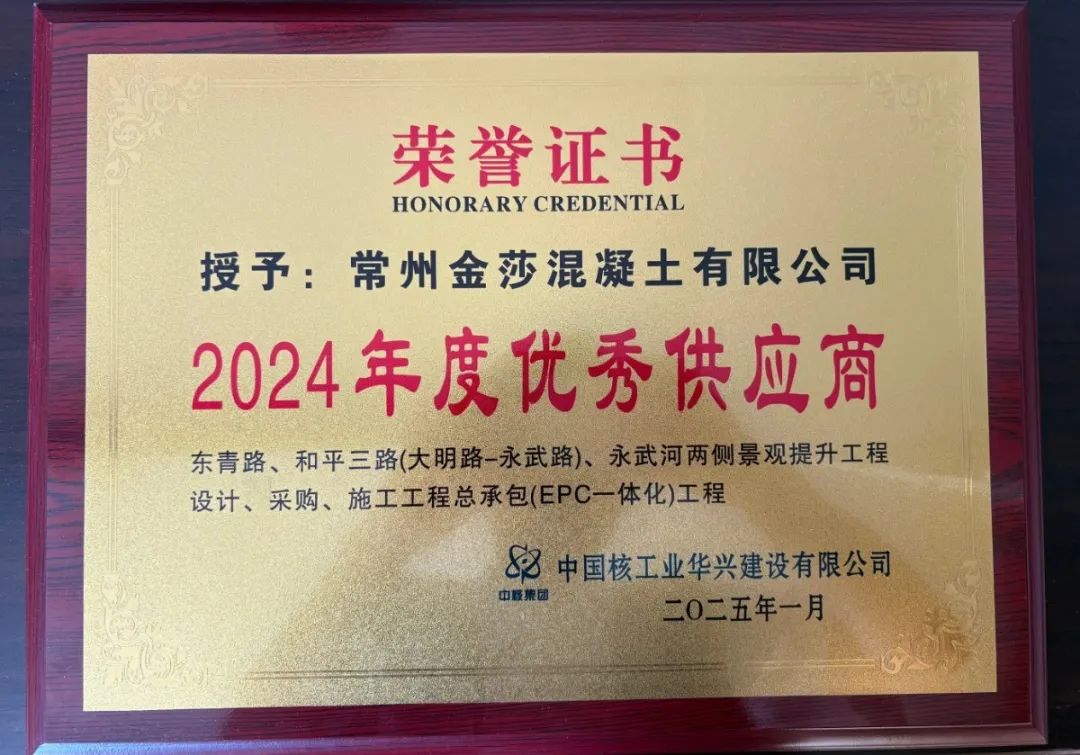 荣誉证书
HONORARY CREDENTIAL
授予：常州金莎混凝土有限公司
2024年度优秀供应商
东青路、和平三路(大明路-永武路)、永武河两侧景观提升工程
设计、采购、施工工程总承包(EPC一体化)工程
中核集团 中国核工业华兴建设有限公司
二〇二五年一月